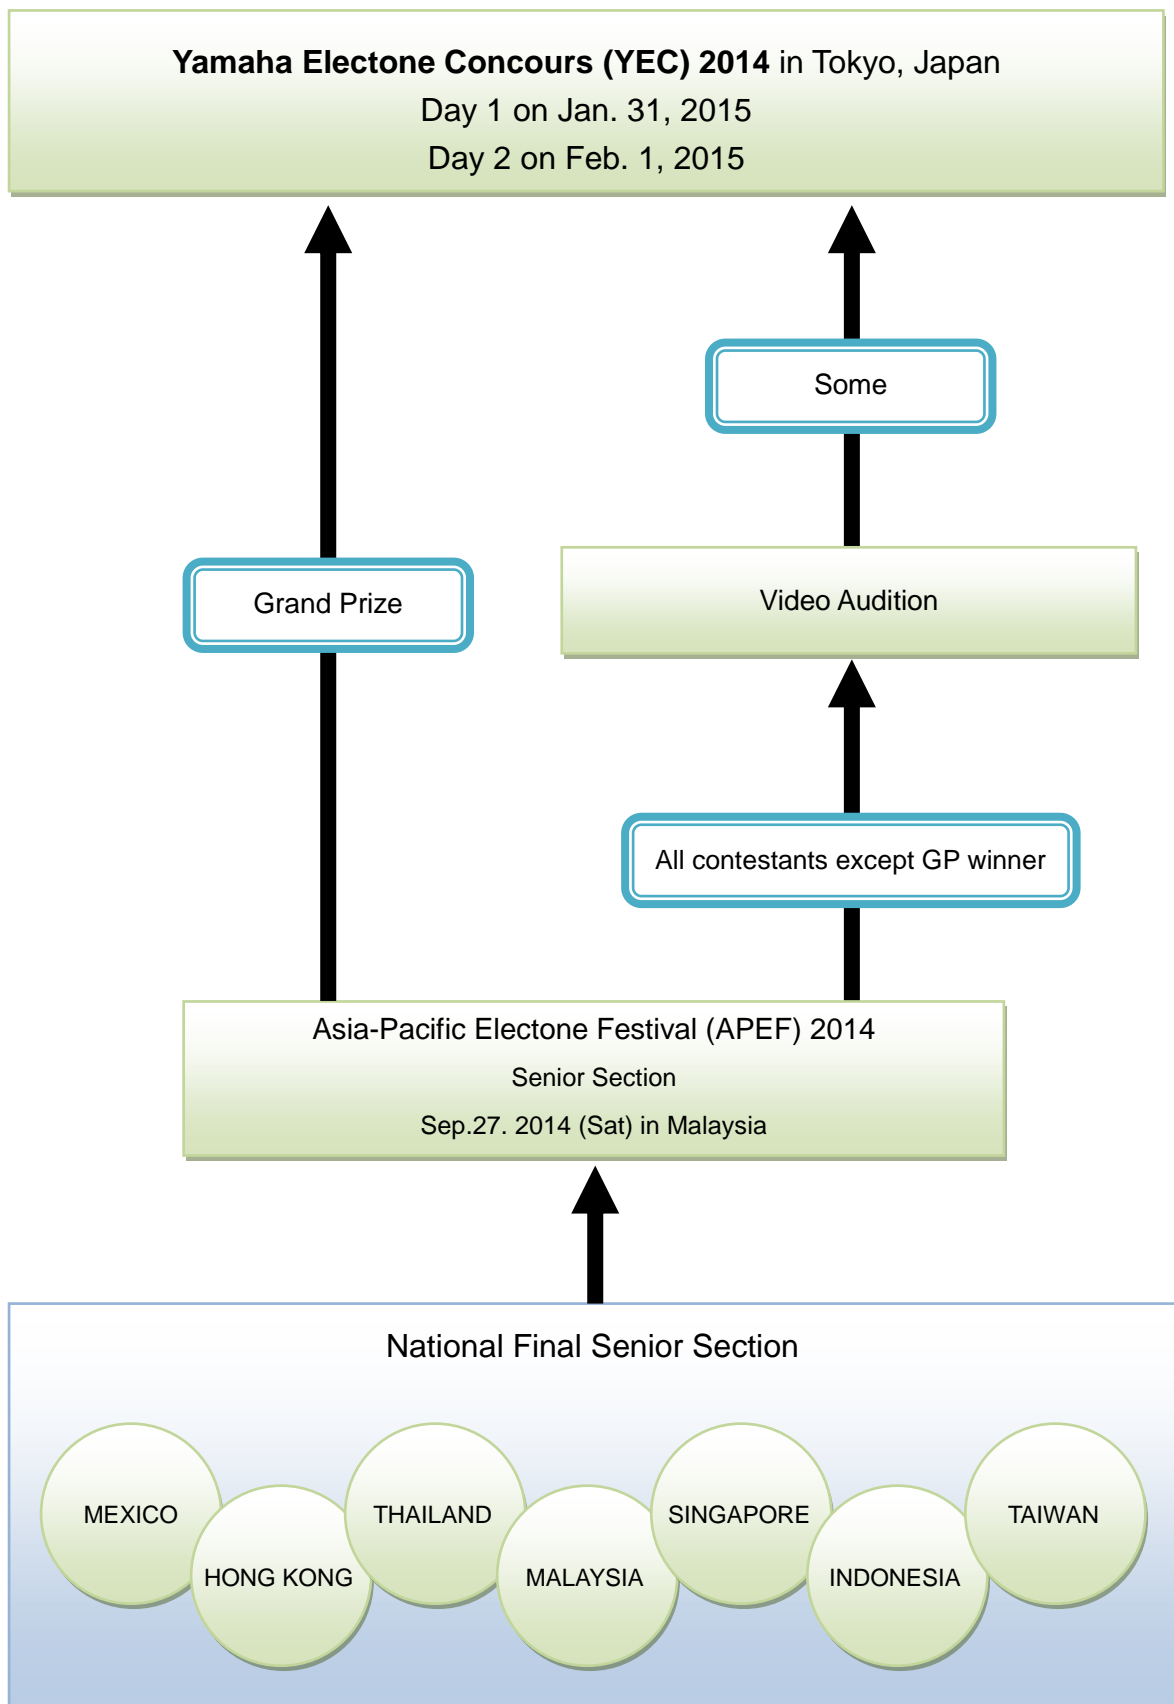 Yamaha Electone Concours (YEC) 2014 in Tokyo, Japan
Day 1 on Jan. 31, 2015
Day 2 on Feb. 1, 2015
Some
Grand Prize
Video Audition
All contestants except GP winner
Asia-Pacific Electone Festival (APEF) 2014
Senior Section
Sep.27. 2014 (Sat) in Malaysia
National Final Senior Section
MEXICO
HONG KONG
THAILAND
MALAYSIA
SINGAPORE
INDONESIA
TAIWAN